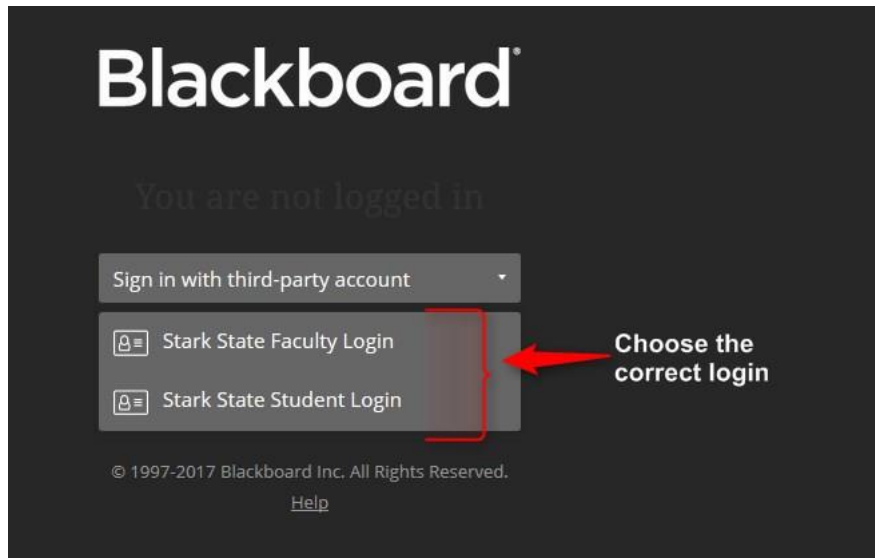 Blackboard®
You are not logged in
Sign in with third-party account
Stark State Faculty Login
Stark State Student Login
Choose the
correct login
© 1997-2017 Blackboard Inc. All Rights Reserved.
Help